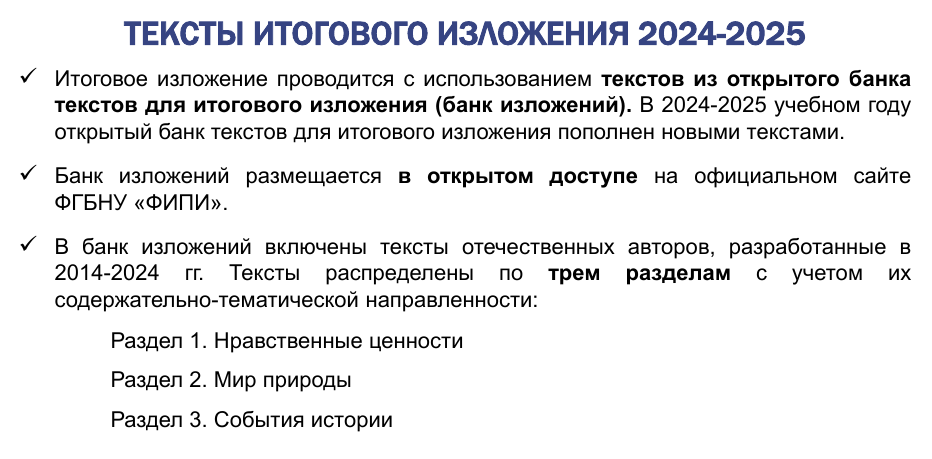 ТЕКСТЫ ИТОГОВОГО ИЗЛОЖЕНИЯ 2024-2025
✓ Итоговое изложение проводится с использованием текстов из открытого банка
текстов для итогового изложения (банк изложений). В 2024-2025 учебном году
открытый банк текстов для итогового изложения пополнен новыми текстами.
✓ Банк изложений размещается в открытом доступе на официальном сайте
ФГБНУ «ФИПИ».
✓ В банк изложений включены тексты отечественных авторов, разработанные в
2014-2024 гг. Тексты распределены по трем разделам с учетом их
содержательно-тематической направленности:
Раздел 1. Нравственные ценности
Раздел 2. Мир природы
Раздел 3. События истории